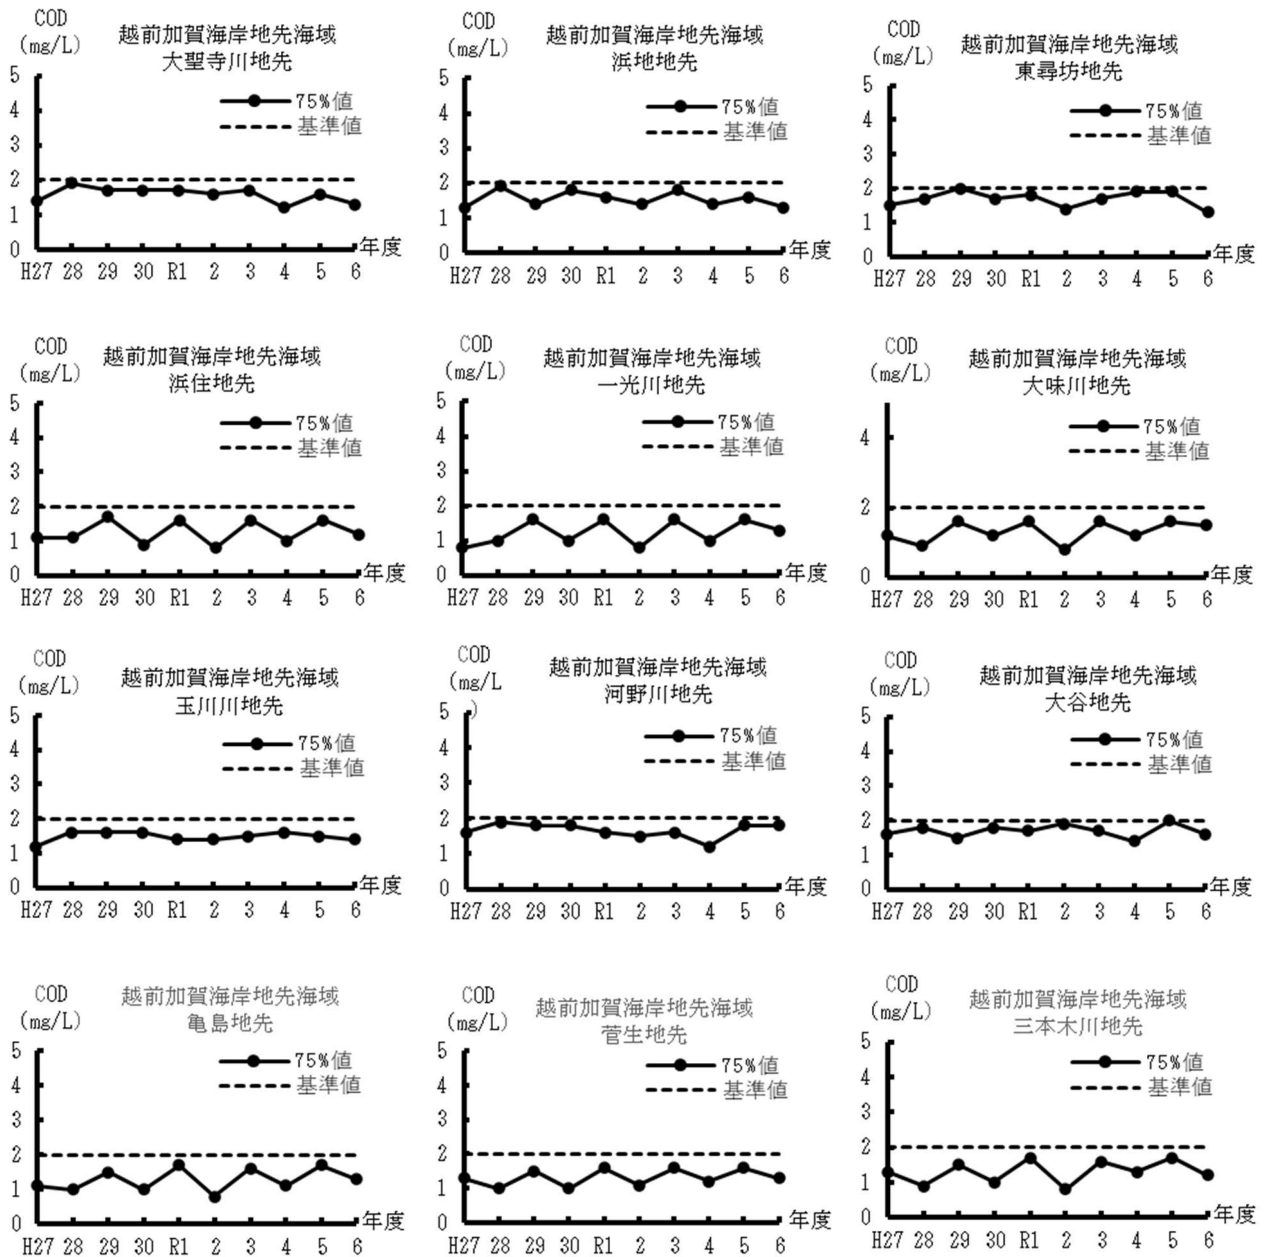 COD
(mg/L)
越前加賀海岸地先海域
大聖寺川地先
5
4
3
2
1
0
75%値
基準値
年度
H27 28 29 30 R1 2 3 4 5 6
COD
(mg/L)
越前加賀海岸地先海域
浜地地先
5
4
3
2
1
0
75%値
基準値
年度
H27 28 29 30 R1 2 3 4 5 6
COD
(mg/L)
越前加賀海岸地先海域
東尋坊地先
5
4
3
2
1
0
75%値
基準値
年度
H27 28 29 30 R1 2 3 4 5 6
COD
(mg/L)
越前加賀海岸地先海域
浜住地先
5
4
3
2
1
0
75%値
基準値
年度
H27 28 29 30 R1 2 3 4 5 6
COD
(mg/L)
越前加賀海岸地先海域
一光川地先
5
4
3
2
1
0
75%値
基準値
年度
H27 28 29 30 R1 2 3 4 5 6
COD
(mg/L)
越前加賀海岸地先海域
大味川地先
4
2
0
75%値
基準値
年度
H27 28 29 30 R1 2 3 4 5 6
COD
(mg/L)
越前加賀海岸地先海域
玉川川地先
5
4
3
2
1
0
75%値
基準値
年度
H27 28 29 30 R1 2 3 4 5 6
COD
(mg/L
)
越前加賀海岸地先海域
河野川地先
5
4
3
2
1
0
75%値
基準値
年度
H27 28 29 30 R1 2 3 4 5 6
COD
(mg/L)
越前加賀海岸地先海域
大谷地先
5
4
3
2
1
0
75%値
基準値
年度
H27 28 29 30 R1 2 3 4 5 6
COD
(mg/L)
越前加賀海岸地先海域
亀島地先
5
4
3
2
1
0
75%値
基準値
年度
H27 28 29 30 R1 2 3 4 5 6
COD
(mg/L)
越前加賀海岸地先海域
菅生地先
5
4
3
2
1
0
75%値
基準値
年度
H27 28 29 30 R1 2 3 4 5 6
COD
(mg/L)
越前加賀海岸地先海域
三本木川地先
5
4
3
2
1
0
75%値
基準値
年度
H27 28 29 30 R1 2 3 4 5 6